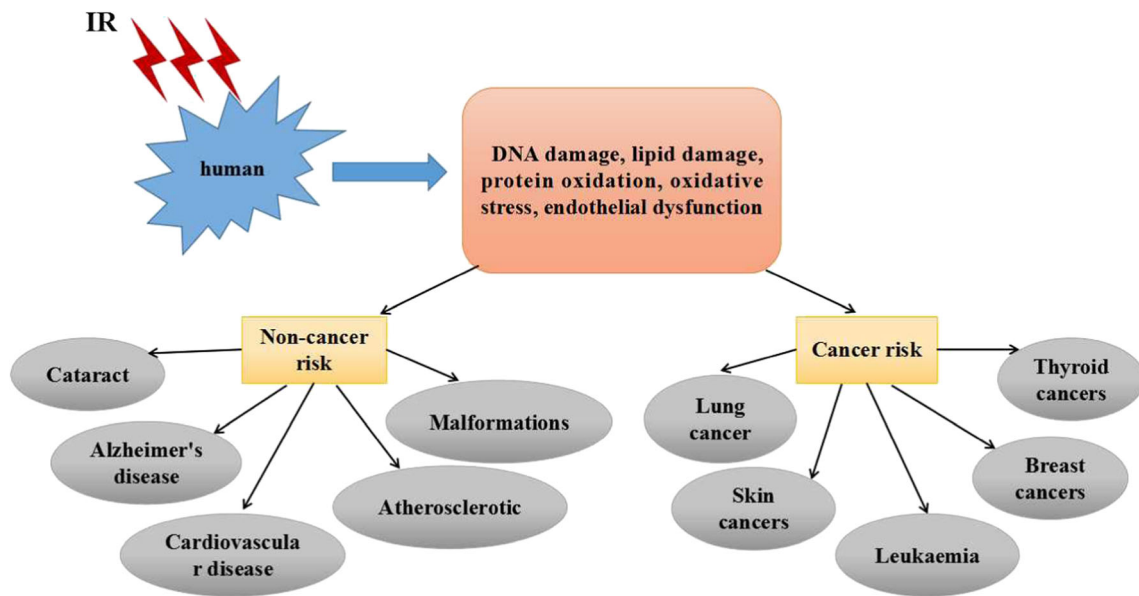 IR
human
DNA damage, lipid damage,
protein oxidation, oxidative
stress, endothelial dysfunction
Non-cancer
risk
Cataract
Alzheimer's
disease
Cardiovascula
r disease
Atherosclerotic
Malformations
Cancer risk
Lung
cancer
Skin
cancers
Leukaemia
Breast
cancers
Thyroid
cancers